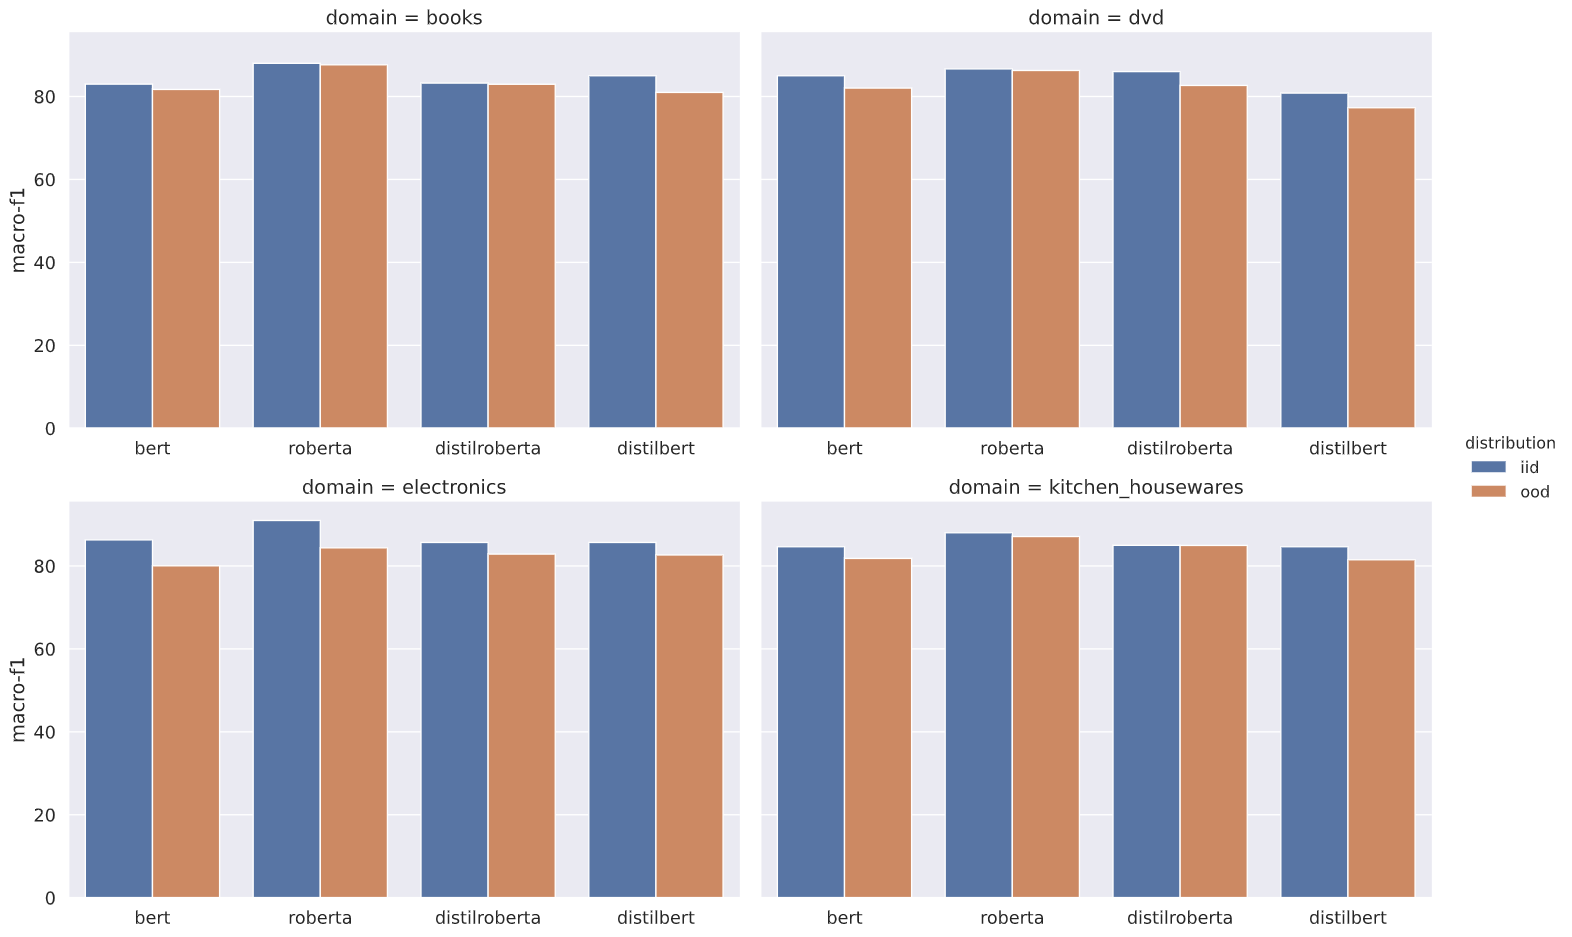 domain = books
domain = dvd
macro-f1
80
60
40
20
0
bert roberta distilroberta distilbert
bert roberta distilroberta distilbert
distribution
iid
ood
domain = electronics
domain = kitchen_housewares
macro-f1
80
60
40
20
0
bert roberta distilroberta distilbert
bert roberta distilroberta distilbert